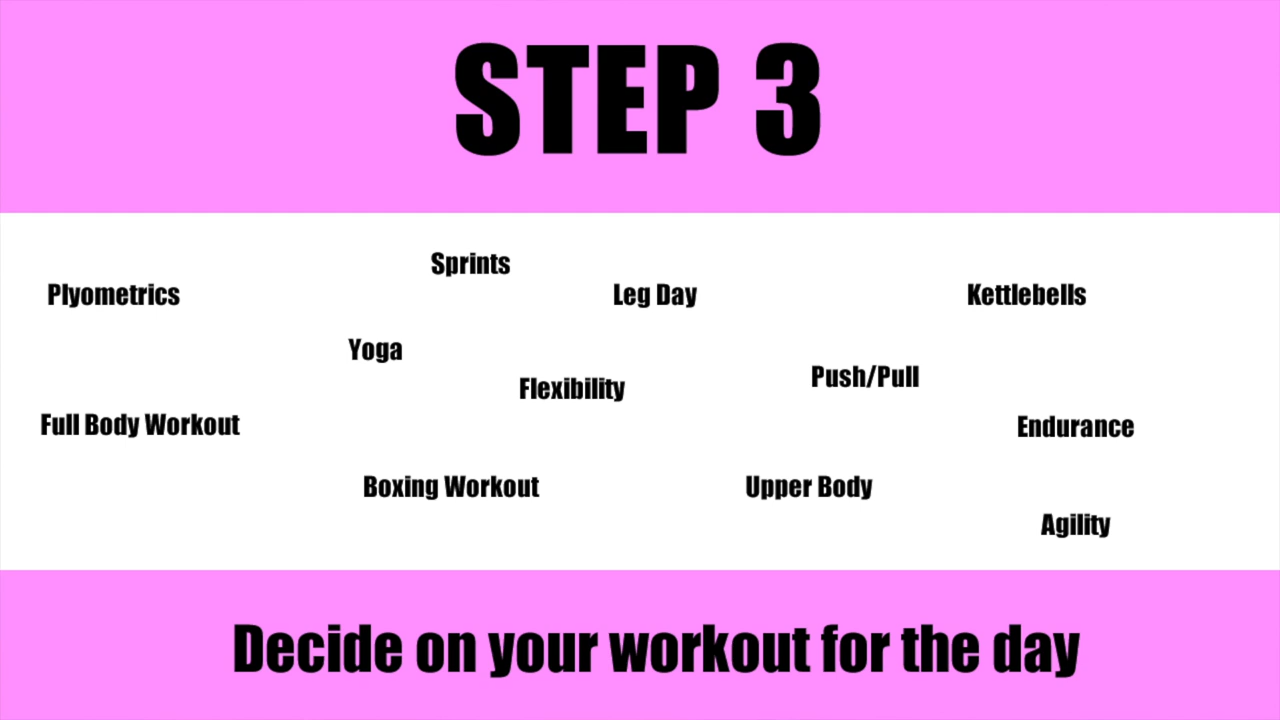 STEP 3
Sprints
Plyometrics
Leg Day
Kettlebells
Yoga
Push/Pull
Flexibility
Full Body Workout
Endurance
Boxing Workout
Upper Body
Agility
Decide on your workout for the day